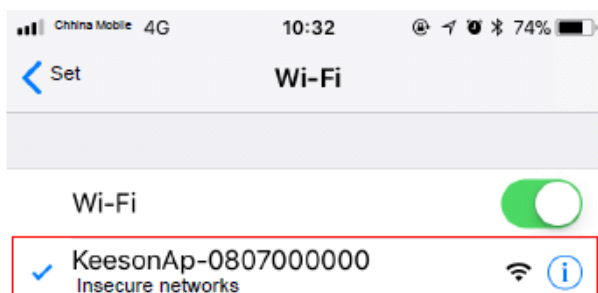 Chhina Mobile 4G 10:32 74%
Set Wi-Fi
Wi-Fi
KeesonAp-0807000000
Insecure networks